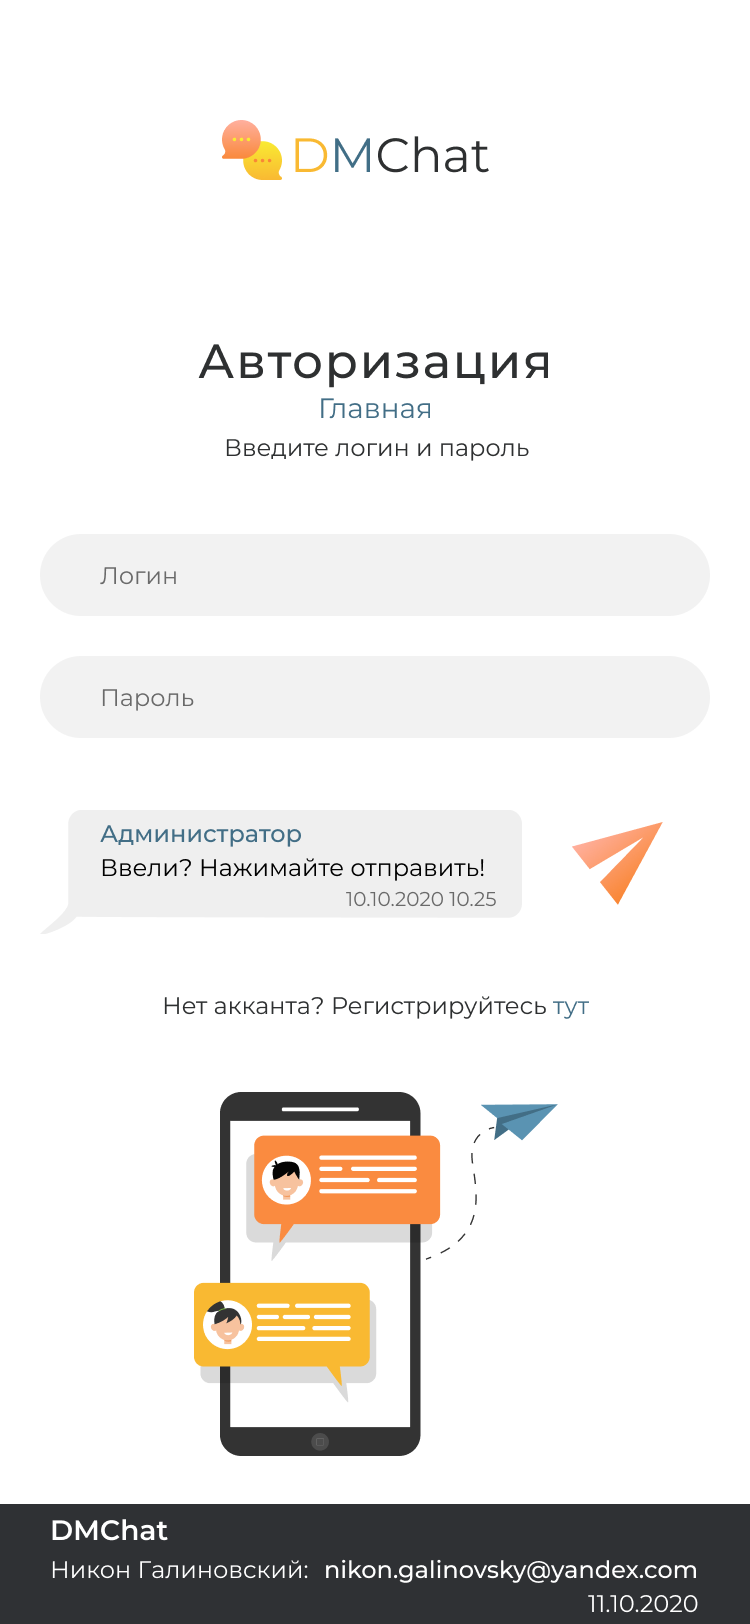 DMChat
Авторизация
Главная
Введите логин и пароль
Логин
Пароль
Администратор
Ввели? Нажимайте отправить!
10.10.2020 10.25
Нет акканта? Регистрируйтесь тут
DMChat
Никон Галиновский: nikon.galinovsky@yandex.com
11.10.2020